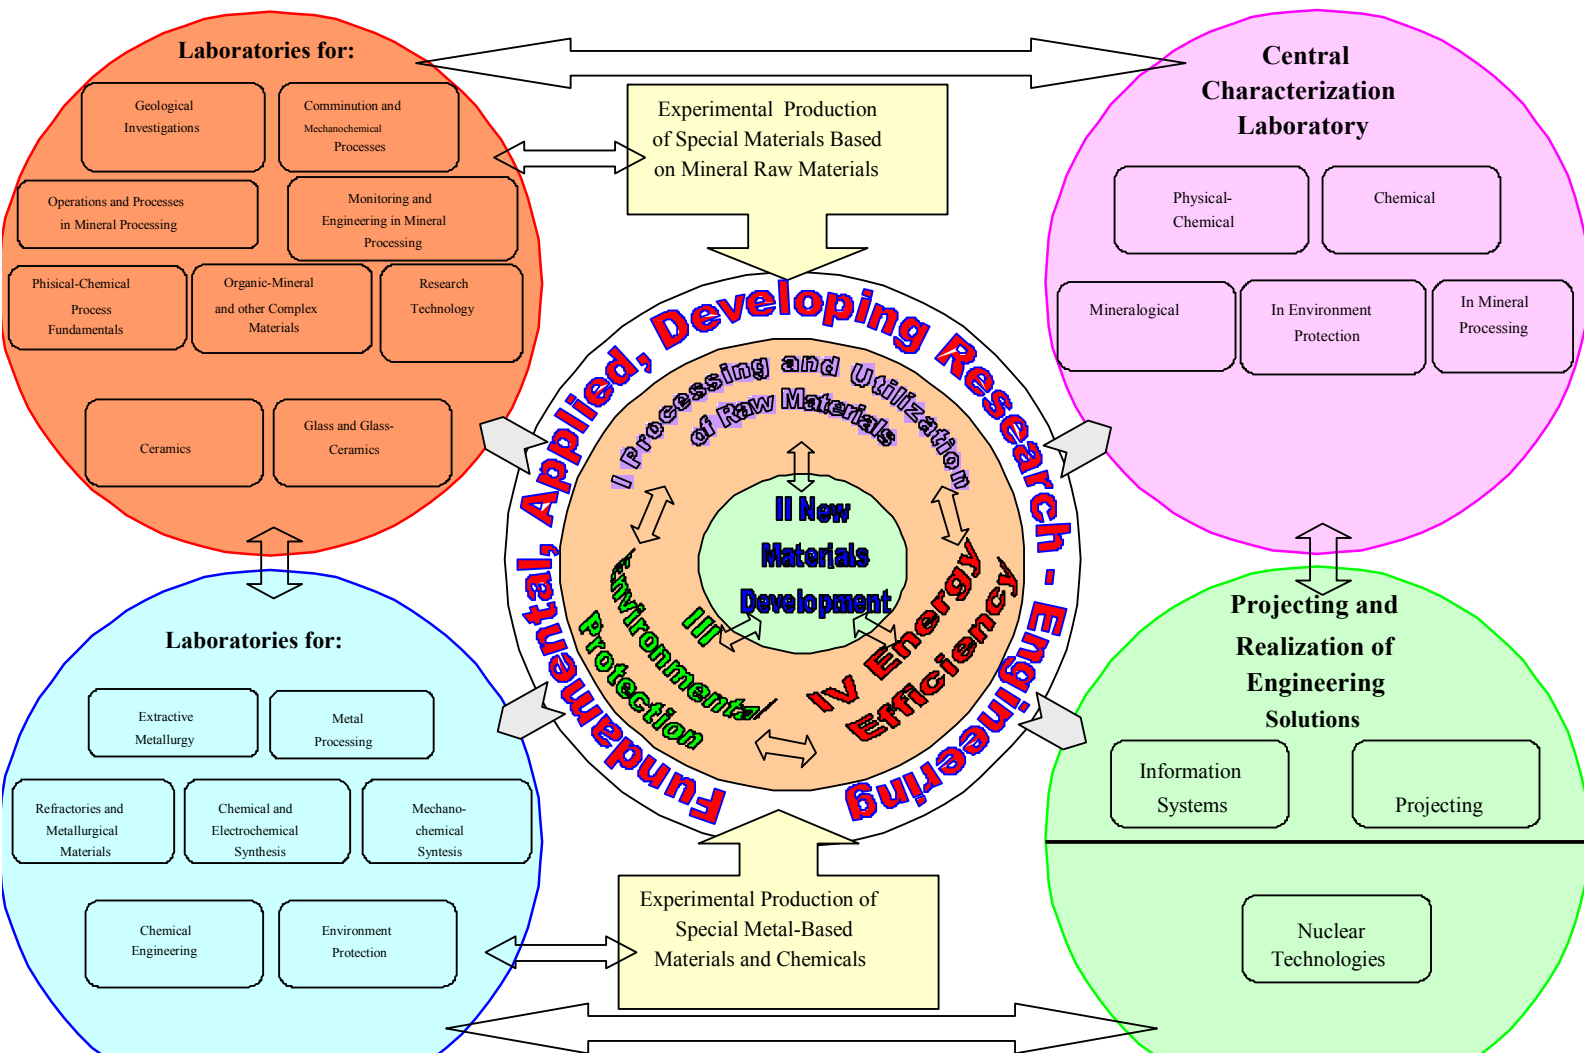 Laboratories for:
Geological
Investigations
Comminution and
Mechanochemical
Processes
Operations and Processes
in Mineral Processing
Monitoring and
Engineering in Mineral
Processing
Phisical-Chemical
Process
Fundamentals
Organic-Mineral
and other Complex
Materials
Research
Technology
Ceramics
Glass and Glass-
Ceramics
Experimental Production
of Special Materials Based
on Mineral Raw Materials
Central
Characterization
Laboratory
Physical-
Chemical
Chemical
Mineralogical
In Environment
Protection
In Mineral
Processing
Fundamental, Applied, Developing Research - Engineering
I Processing and Utilization
of Raw Materials
II New
Materials
Development
III
Environmental
Protection
IV Energy
Efficiency
Laboratories for:
Extractive
Metallurgy
Metal
Processing
Refractories and
Metallurgical
Materials
Chemical and
Electrochemical
Synthesis
Mechano-
chemical
Syntesis
Chemical
Engineering
Environment
Protection
Experimental Production of
Special Metal-Based
Materials and Chemicals
Projecting and
Realization of
Engineering
Solutions
Information
Systems
Projecting
Nuclear
Technologies